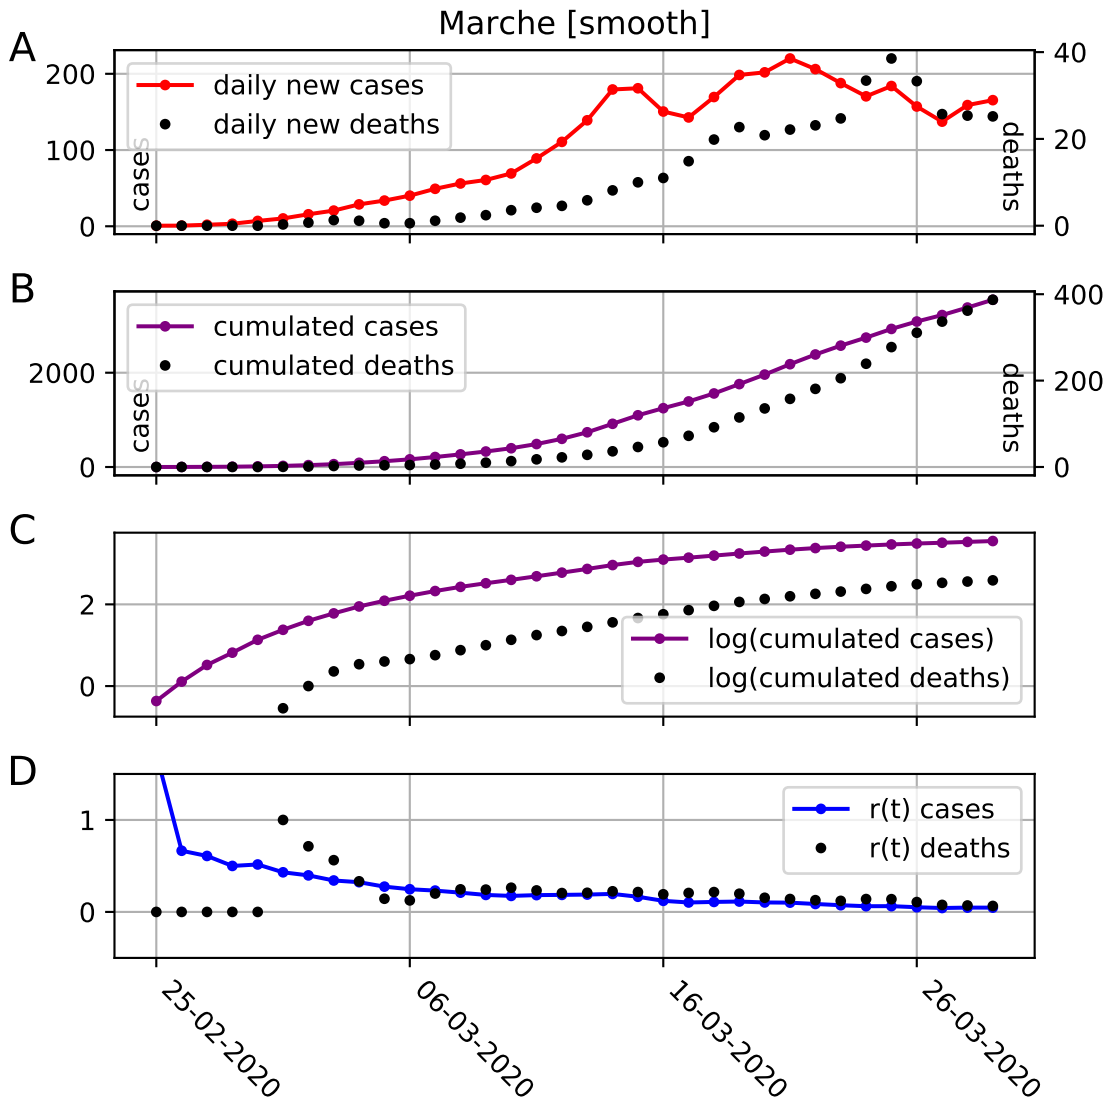 Marche [smooth]
A
200
100
0
cases
daily new cases
daily new deaths
40
20
0
deaths
B
2000
0
cases
cumulated cases
cumulated deaths
400
200
0
deaths
C
2
0
log(cumulated cases)
log(cumulated deaths)
D
1
0
r(t) cases
r(t) deaths
25-02-2020
06-03-2020
16-03-2020
26-03-2020